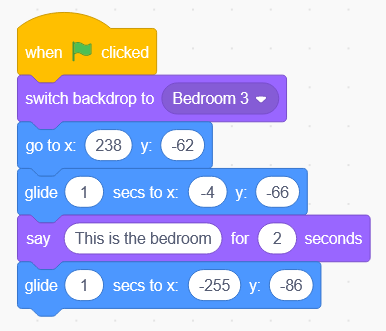 when clicked
switch backdrop to Bedroom 3
go to x: 238 y: -62
glide 1 secs to x: -4 y: -66
say This is the bedroom for 2 seconds
glide 1 secs to x: -255 y: -86